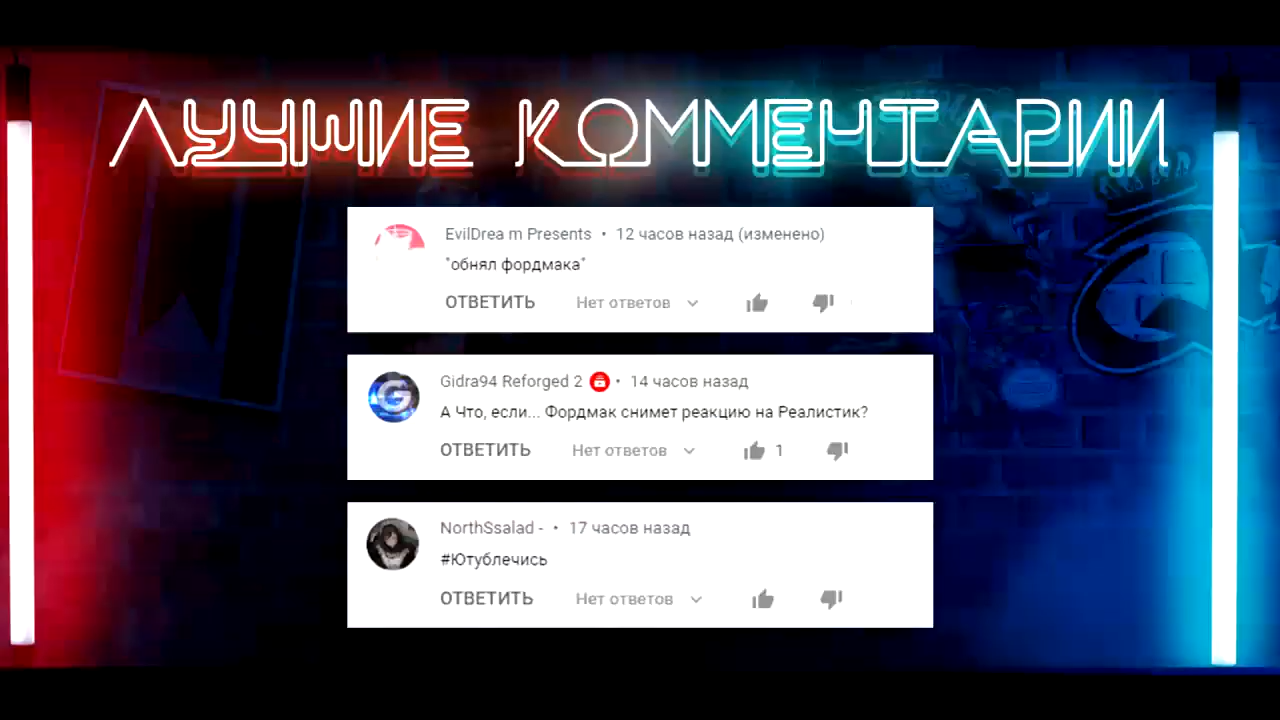 ЛУЧШИЕ КОММЕНТАРИИ
EvilDrea m Presents • 12 часов назад (изменено)
"обнял фордмака"
ОТВЕТИТЬ Нет ответов
Gidra94 Reforged 2 • 14 часов назад
А Что, если... Фордмак снимет реакцию на Реалистик?
ОТВЕТИТЬ Нет ответов 1
NorthSsalad - • 17 часов назад
#Ютублечись
ОТВЕТИТЬ Нет ответов